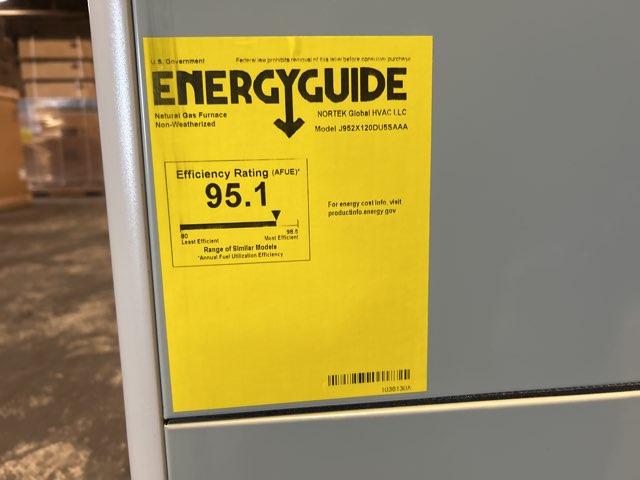 U.S. Government
Federal law prohibits removal of this label before consumer purchase
ENERGYGUIDE
Natural Gas Furnace
Non-Weatherized
NORTEK Global HVAC LLC
Model J952X120DU5SAAA
Efficiency Rating (AFUE)*
95.1
80
98.5
Least Efficient
Most Efficient
Range of Similar Models
*Annual Fuel Utilization Efficiency
For energy cost info, visit
productinfo.energy.gov
1036130A